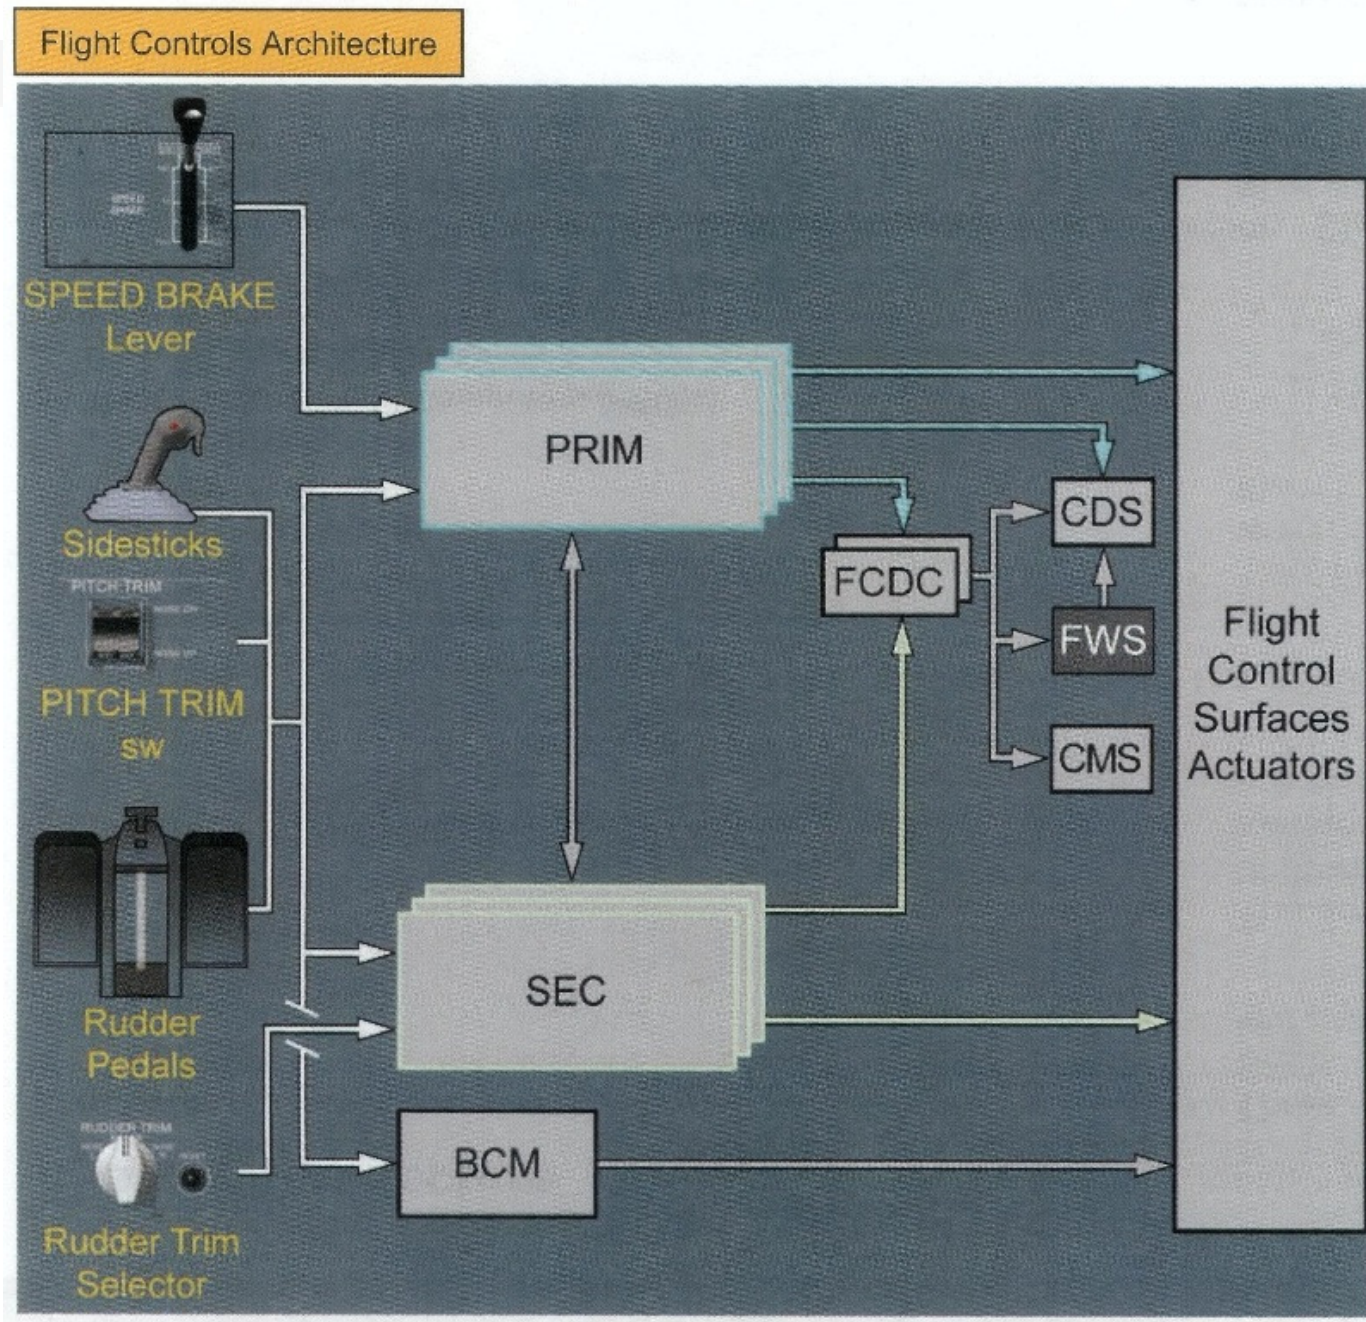 Flight Controls Architecture
SPEED BRAKE
Lever
Sidesticks
PITCH TRIM
PITCH TRIM
sw
Rudder
Pedals
RUDDER TRIM
Rudder Trim
Selector
PRIM
SEC
BCM
FCDC
CDS
FWS
CMS
Flight
Control
Surfaces
Actuators